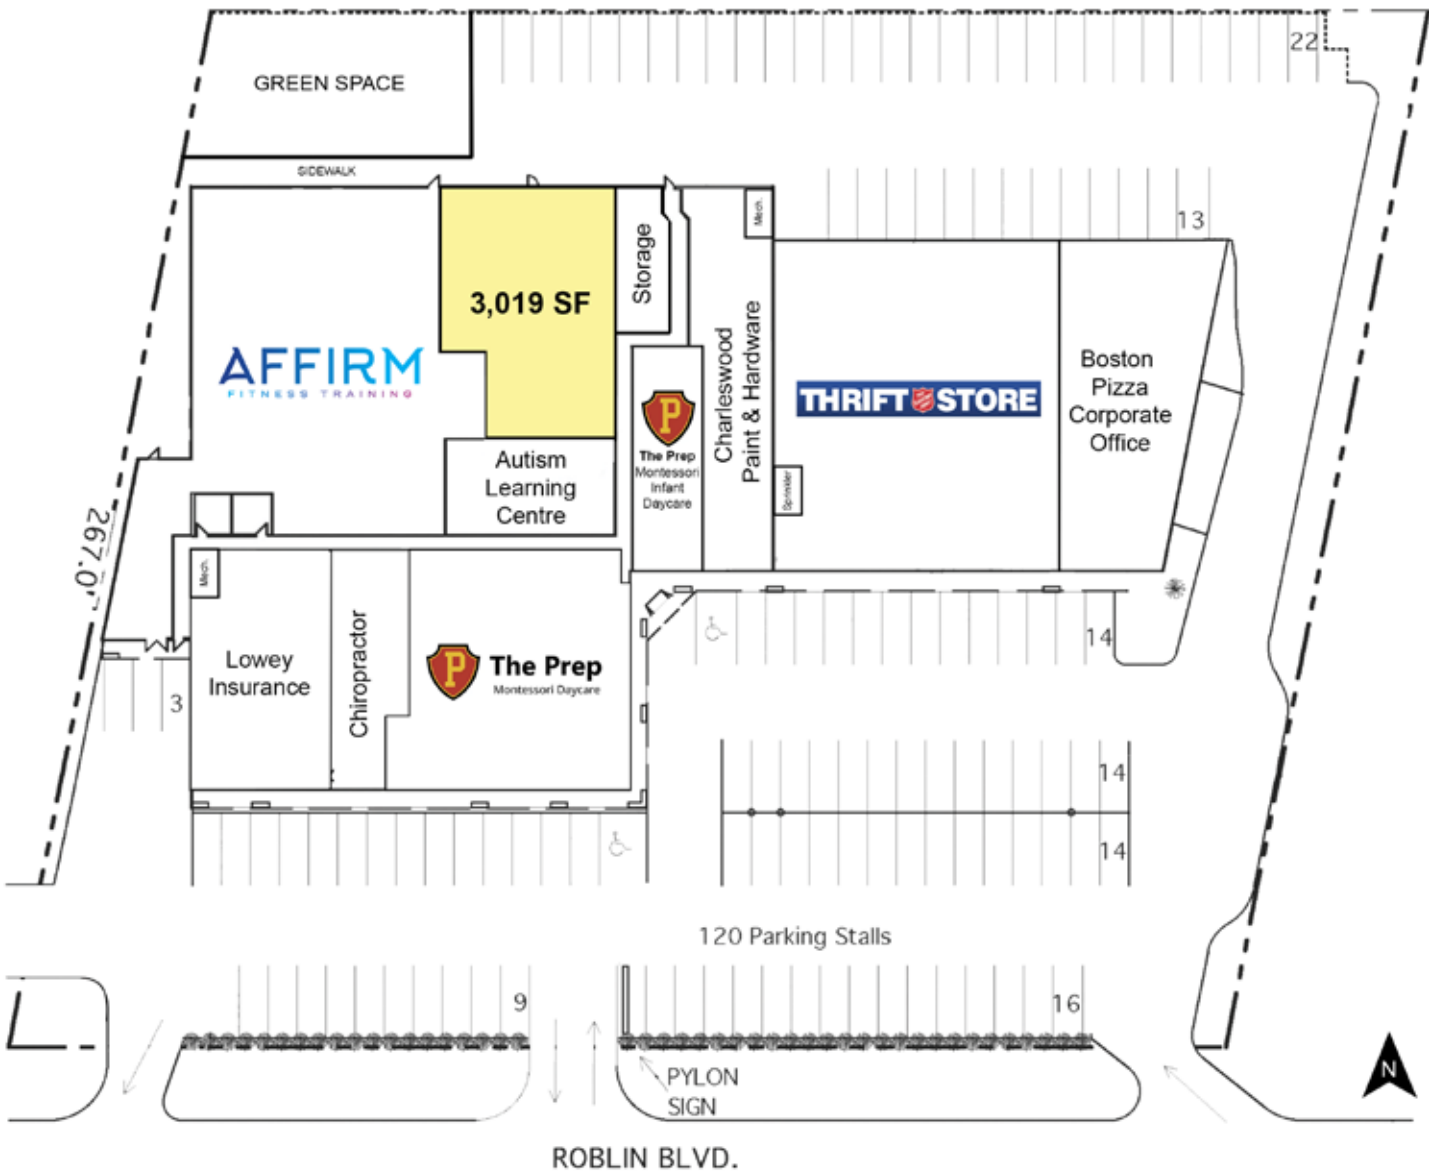 22
GREEN SPACE
SIDEWALK
Mech.
13
Storage
3,019 SF
Charleswood
Paint & Hardware
AFFIRM
FITNESS TRAINING
THRIFT STORE
Boston
Pizza
Corporate
Office
P
The Prep
Montessori
Infant
Daycare
Autism
Learning
Centre
Sprinkler
267.0'
Mech.
14
Lowey
Insurance
Chiropractor
P
The Prep
Montessori Daycare
3
14
14
120 Parking Stalls
9
16
PYLON
SIGN
N
ROBLIN BLVD.